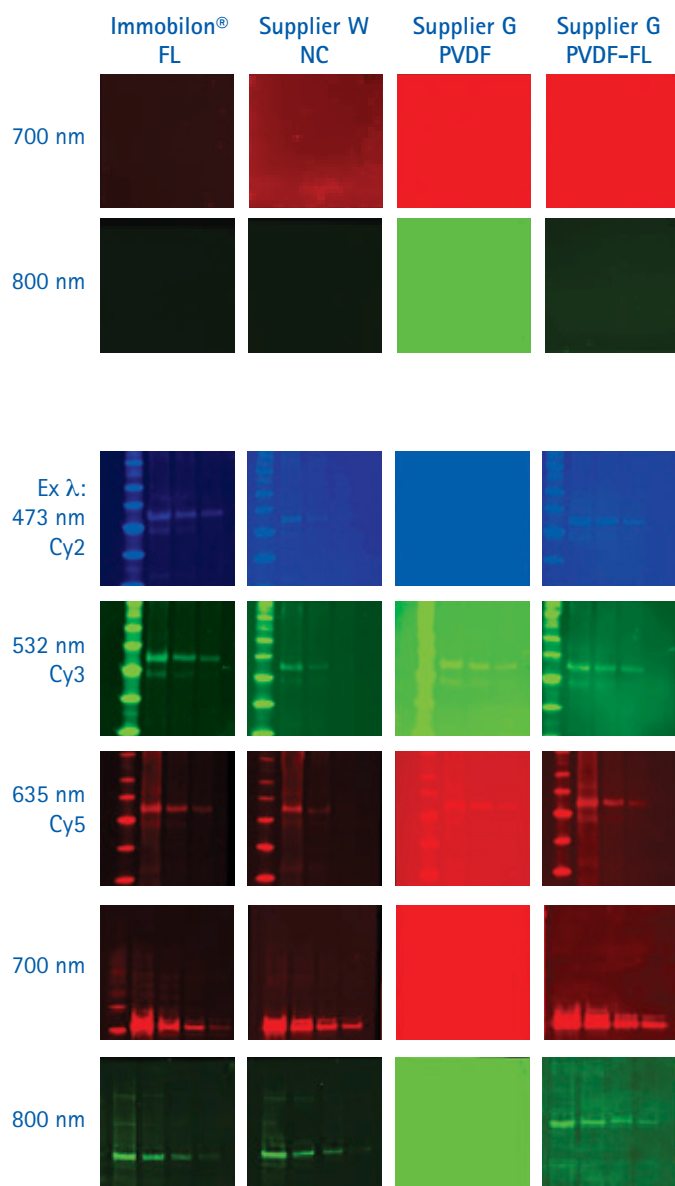 Immobilon®
FL
Supplier W
NC
Supplier G
PVDF
Supplier G
PVDF-FL
700 nm
800 nm
Ex λ:
473 nm
Cy2
532 nm
Cy3
635 nm
Cy5
700 nm
800 nm